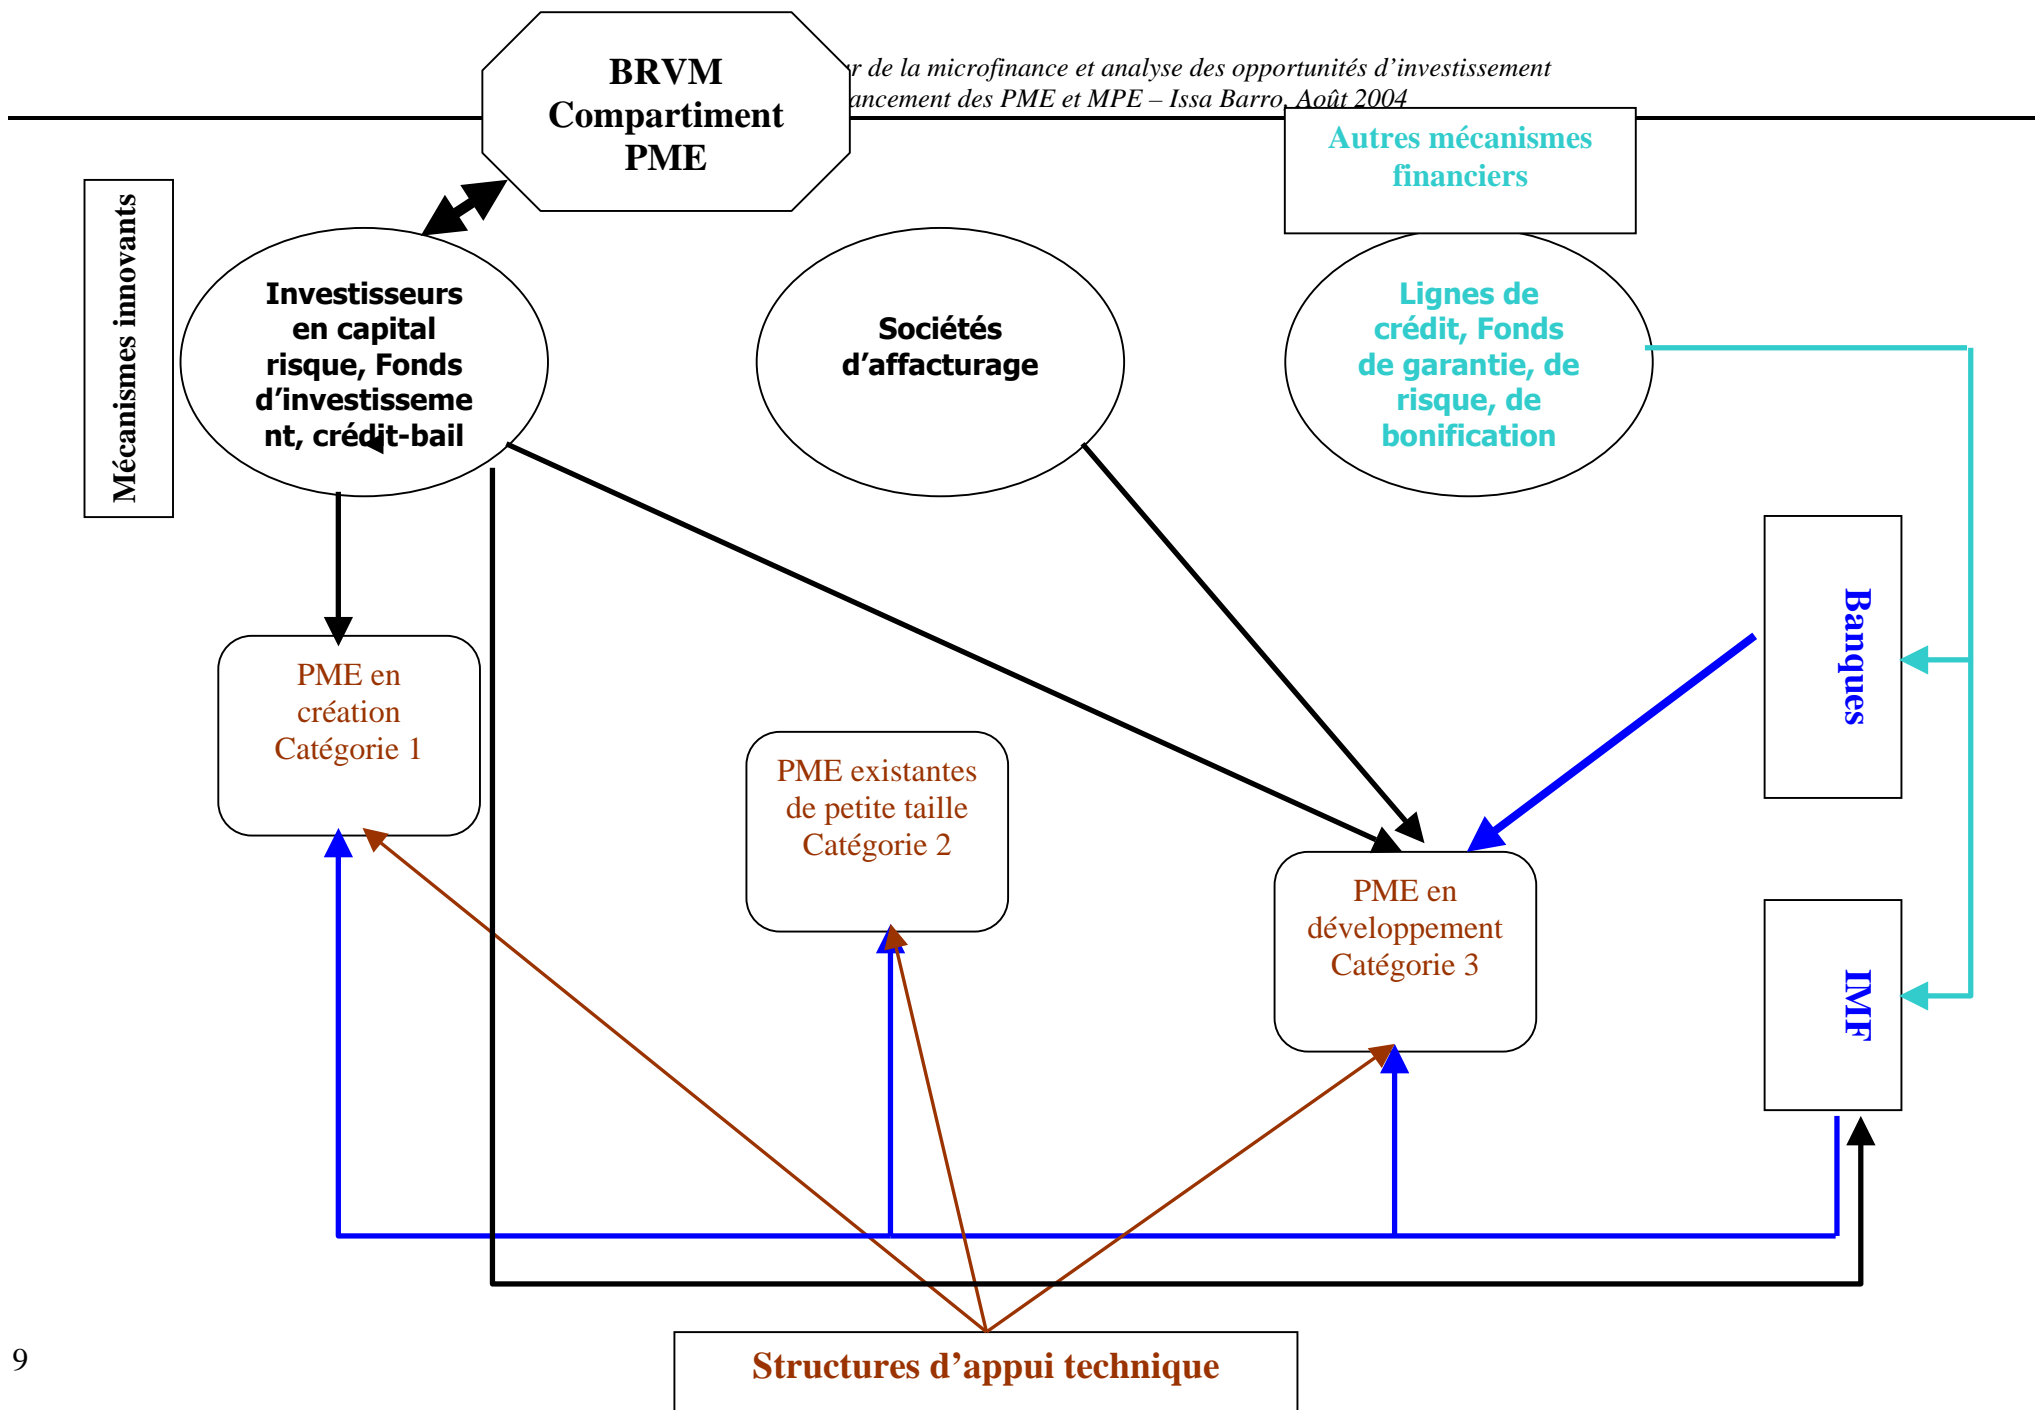 BRVM
Compartiment
PME
de la microfinance et analyse des opportunités d'investissement
des PME et MPE – Issa Barro, Août 2004
Autres mécanismes
financiers
Mécanismes innovants
Investisseurs
en capital
risque, Fonds
d'investisseme
nt, crédit-bail
Sociétés
d'affacturage
Lignes de
crédit, Fonds
de garantie, de
risque, de
bonification
Banques
PME en
création
Catégorie 1
PME existantes
de petite taille
Catégorie 2
PME en
développement
Catégorie 3
IMF
Structures d'appui technique
9